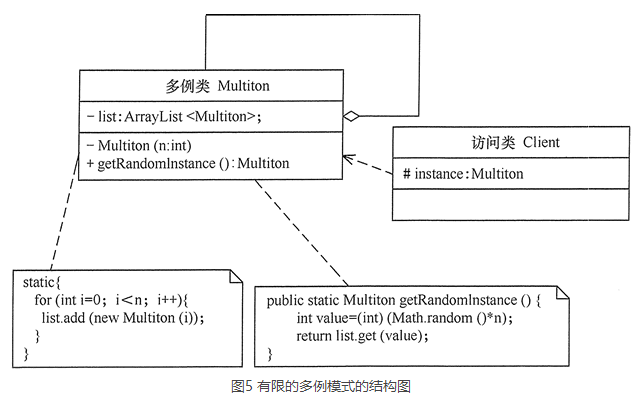 多例类 Multiton
- list:ArrayList <Multiton>;
- Multiton (n:int)
+ getRandomInstance ():Multiton
访问类 Client
# instance:Multiton
static{
for (int i=0; i<n; i++){
list.add (new Multiton (i));
}
}
public static Multiton getRandomInstance () {
int value=(int) (Math.random ()*n);
return list.get (value);
}
图5 有限的多例模式的结构图